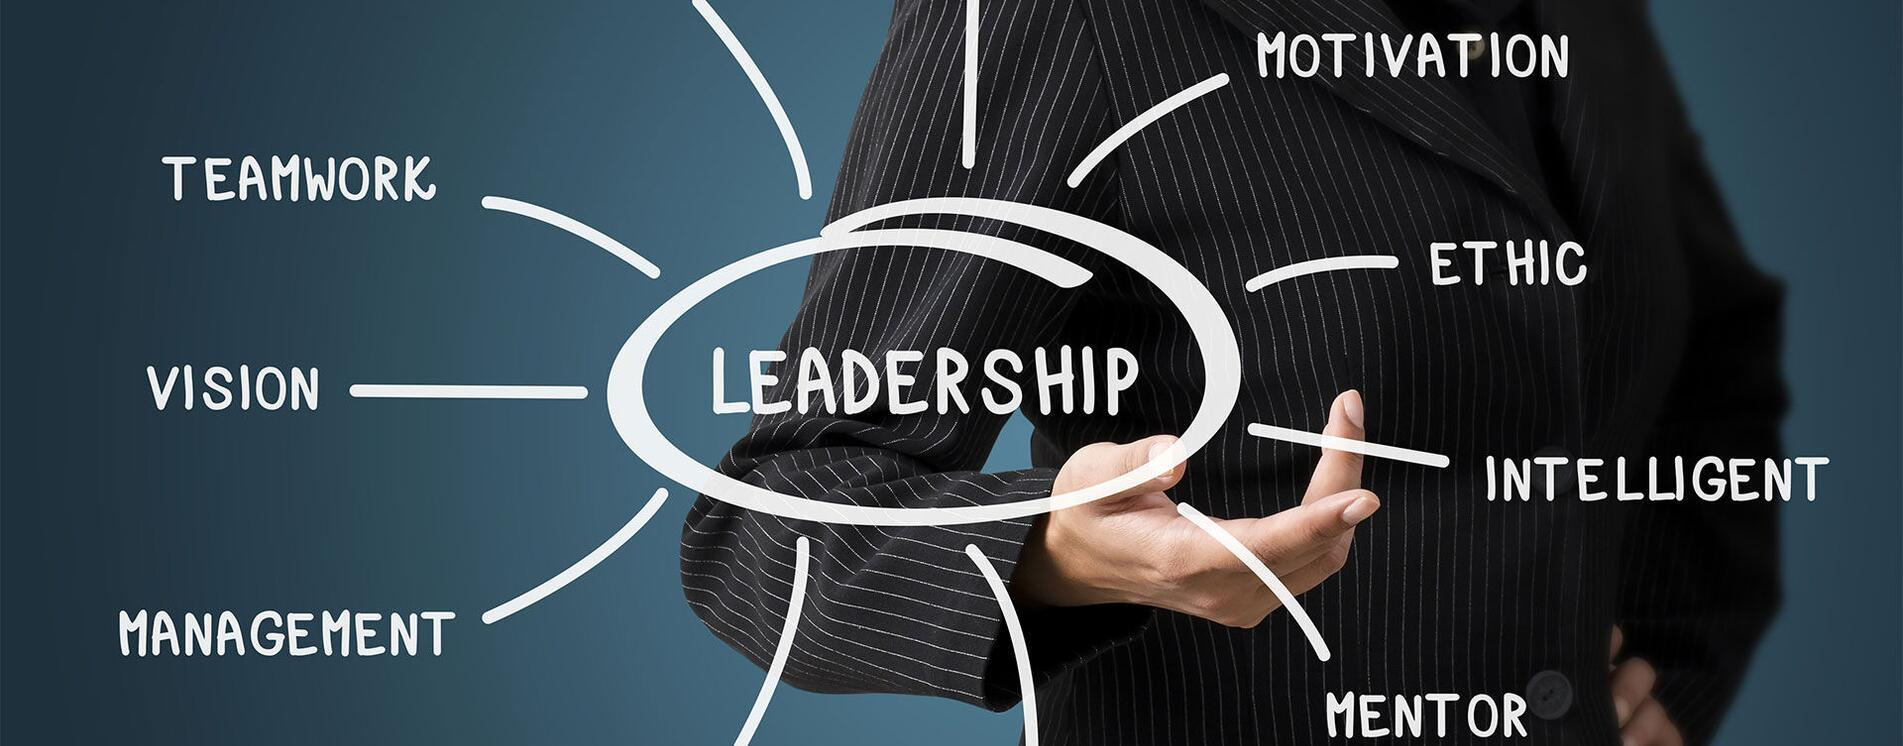 MOTIVATION
TEAMWORK
ETHIC
VISION
LEADERSHIP
INTELLIGENT
MANAGEMENT
MENTOR